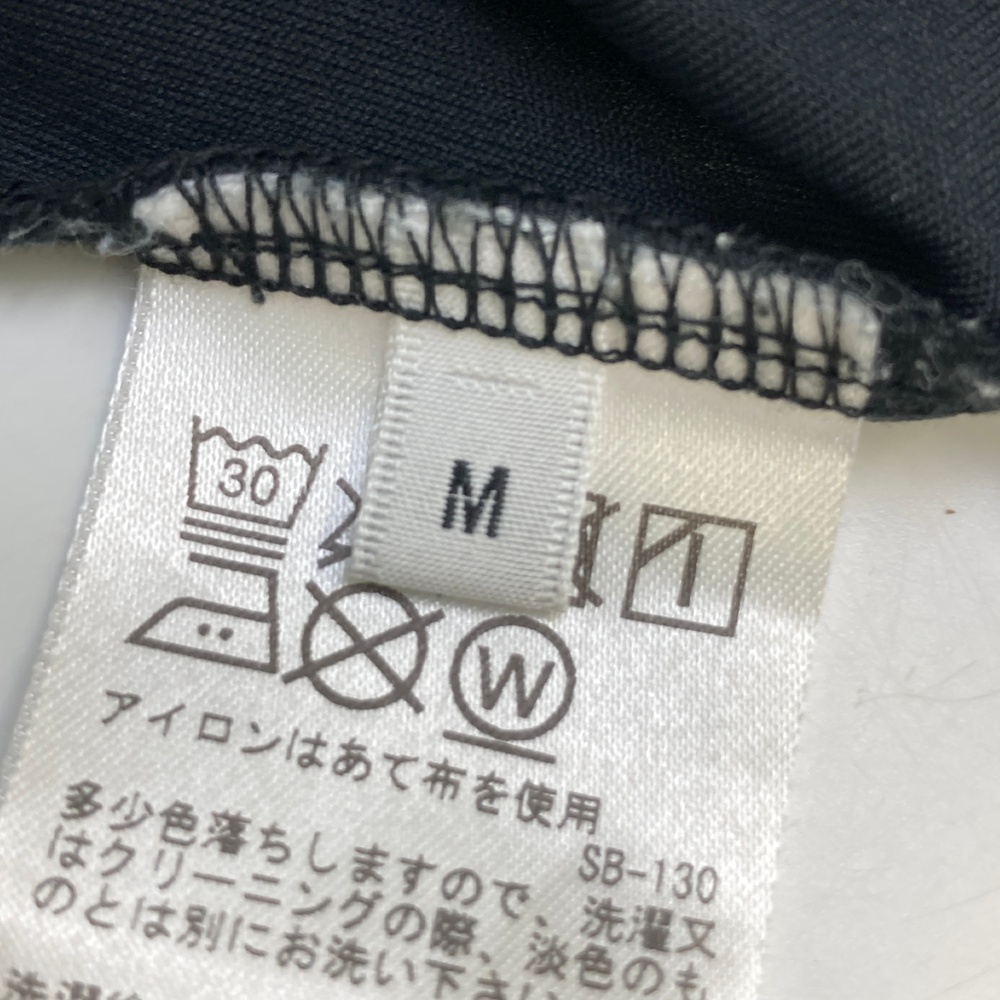 M
30
W
アイロンはあて布を使用
SB-130
多少色落ちしますので、洗濯又
はクリーニングの際、淡色のも
のとは別にお洗い下さい